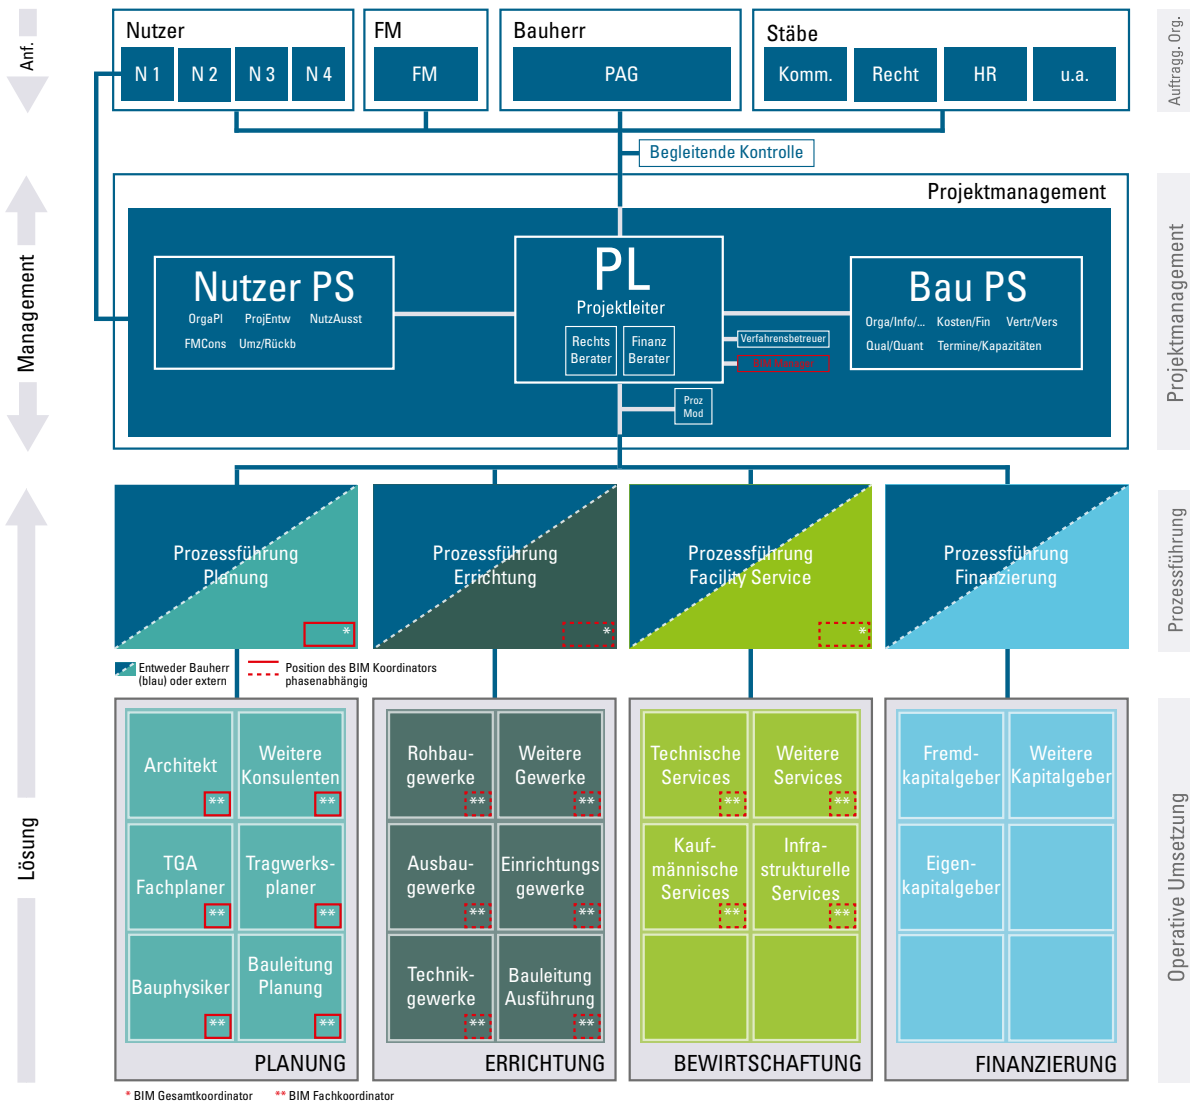 Anf.
Nutzer
N 1
N 2
N 3
N 4
FM
FM
Bauherr
PAG
Stäbe
Komm.
Recht
HR
u.a.
Auftragg. Org.
Begleitende Kontrolle
Management
Projektmanagement
Nutzer PS
OrgaPl ProjEntw NutzAusst
FMCons Umz/Rückb
PL
Projektleiter
Rechts
Berater
Finanz
Berater
Verfahrensbetreuer
BIM Manager
Proz
Mod
Bau PS
Orga/Info/... Kosten/Fin Vertr/Vers
Qual/Quant Termine/Kapazitäten
Projektmanagement
Lösung
Prozessführung
Planung
*
Prozessführung
Errichtung
*
Prozessführung
Facility Service
*
Prozessführung
Finanzierung
Prozessführung
Entweder Bauherr
(blau) oder extern
Position des BIM Koordinators
phasenabhängig
Architekt
**
Weitere
Konsulenten
**
TGA
Fachplaner
**
Tragwerks-
planer
**
Bauphysiker
**
Bauleitung
Planung
**
PLANUNG
Rohbau-
gewerke
**
Weitere
Gewerke
**
Ausbau-
gewerke
**
Einrichtungs
gewerke
**
Technik-
gewerke
**
Bauleitung
Ausführung
**
ERRICHTUNG
Technische
Services
**
Weitere
Services
**
Kauf-
männische
Services
**
Infra-
strukturelle
Services
**
BEWIRTSCHAFTUNG
Fremd-
kapitalgeber
Weitere
Kapitalgeber
Eigen-
kapitalgeber
FINANZIERUNG
Operative Umsetzung
* BIM Gesamtkoordinator ** BIM Fachkoordinator